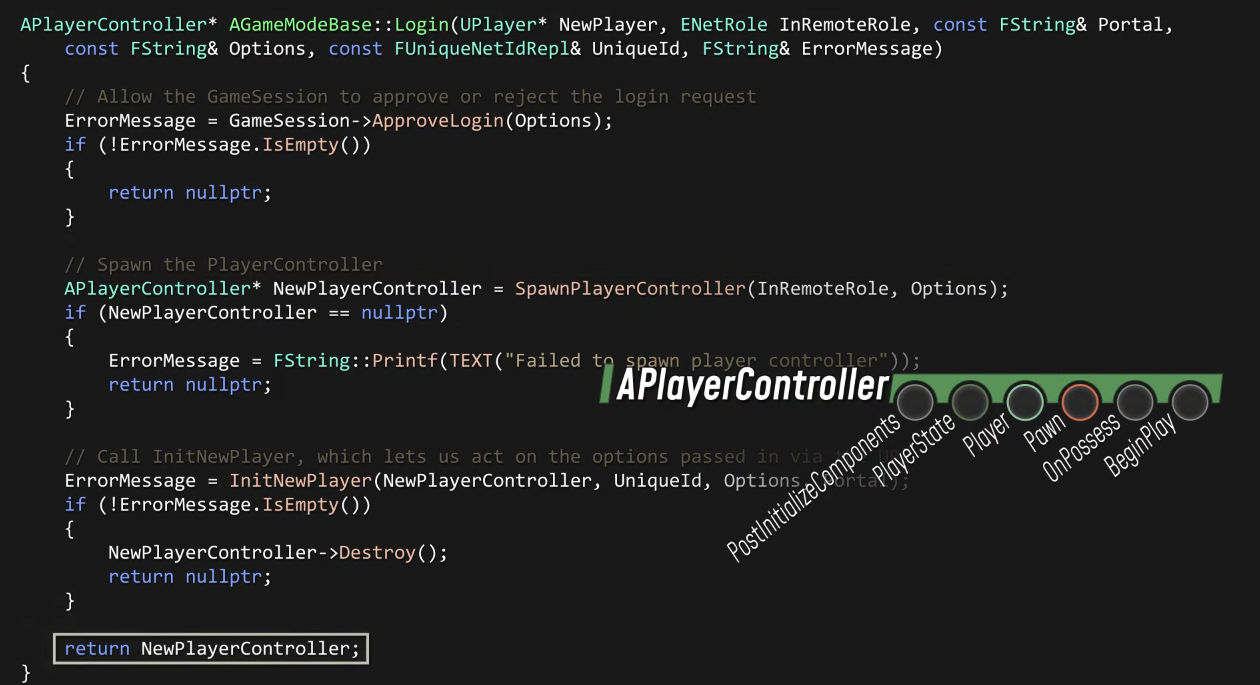 APlayerController* AGameModeBase::Login(UPlayer* NewPlayer, ENetRole InRemoteRole, const FString& Portal,
    const FString& Options, const FUniqueNetIdRepl& UniqueId, FString& ErrorMessage)
{
    // Allow the GameSession to approve or reject the login request
    ErrorMessage = GameSession->ApproveLogin(Options);
    if (!ErrorMessage.IsEmpty())
    {
        return nullptr;
    }
    // Spawn the PlayerController
    APlayerController* NewPlayerController = SpawnPlayerController(InRemoteRole, Options);
    if (NewPlayerController == nullptr)
    {
        ErrorMessage = FString::Printf(TEXT("Failed to spawn player controller"));
        return nullptr;
    }
    // Call InitNewPlayer, which lets us act on the options passed in via
    ErrorMessage = InitNewPlayer(NewPlayerController, UniqueId, Options, Portal);
    if (!ErrorMessage.IsEmpty())
    {
        NewPlayerController->Destroy();
        return nullptr;
    }
    return NewPlayerController;
}
APlayerController
PostInitializeComponents
PlayerState
Player
Pawn
OnPossess
BeginPlay